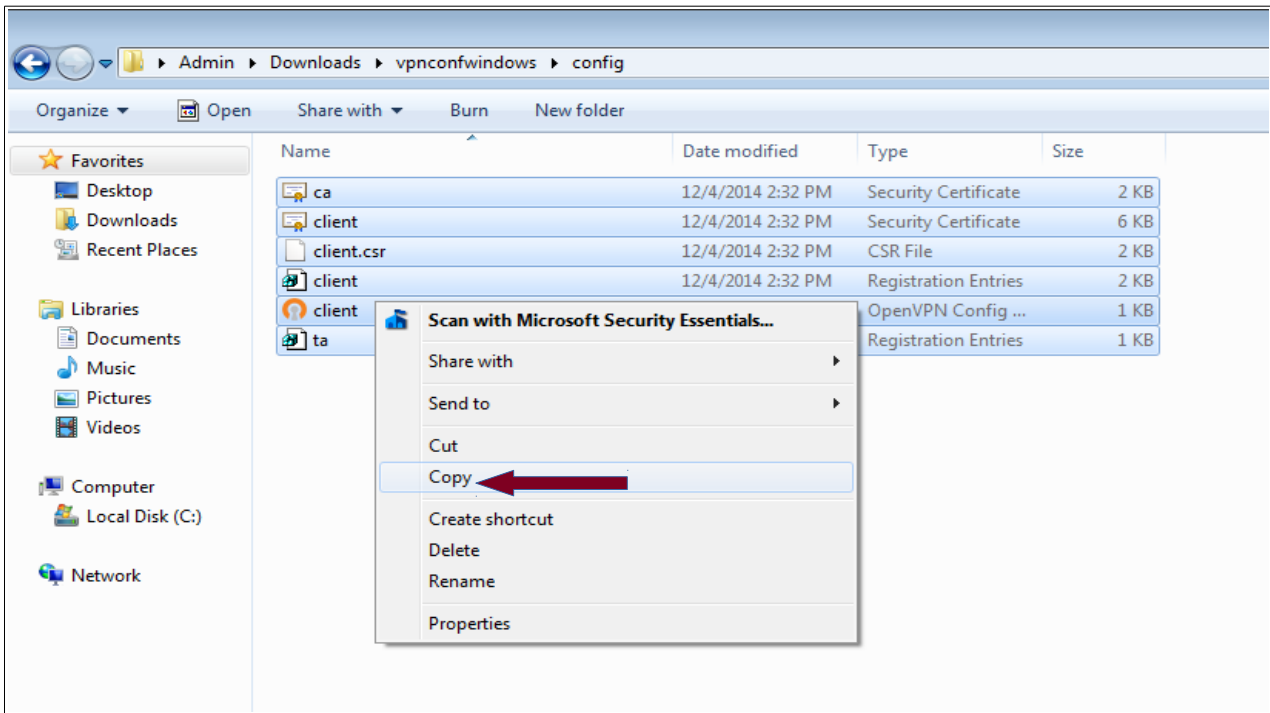 Admin Downloads vpnconfwindows config
Organize Open Share with Burn New folder
Name Date modified Type Size
Favorites
Desktop
Downloads
Recent Places
Libraries
Documents
Music
Pictures
Videos
Computer
Local Disk (C:)
Network
ca 12/4/2014 2:32 PM Security Certificate 2 KB
client 12/4/2014 2:32 PM Security Certificate 6 KB
client.csr 12/4/2014 2:32 PM CSR File 2 KB
client 12/4/2014 2:32 PM Registration Entries 2 KB
client OpenVPN Config ... 1 KB
ta Registration Entries 1 KB
Scan with Microsoft Security Essentials...
Share with
Send to
Cut
Copy
Create shortcut
Delete
Rename
Properties